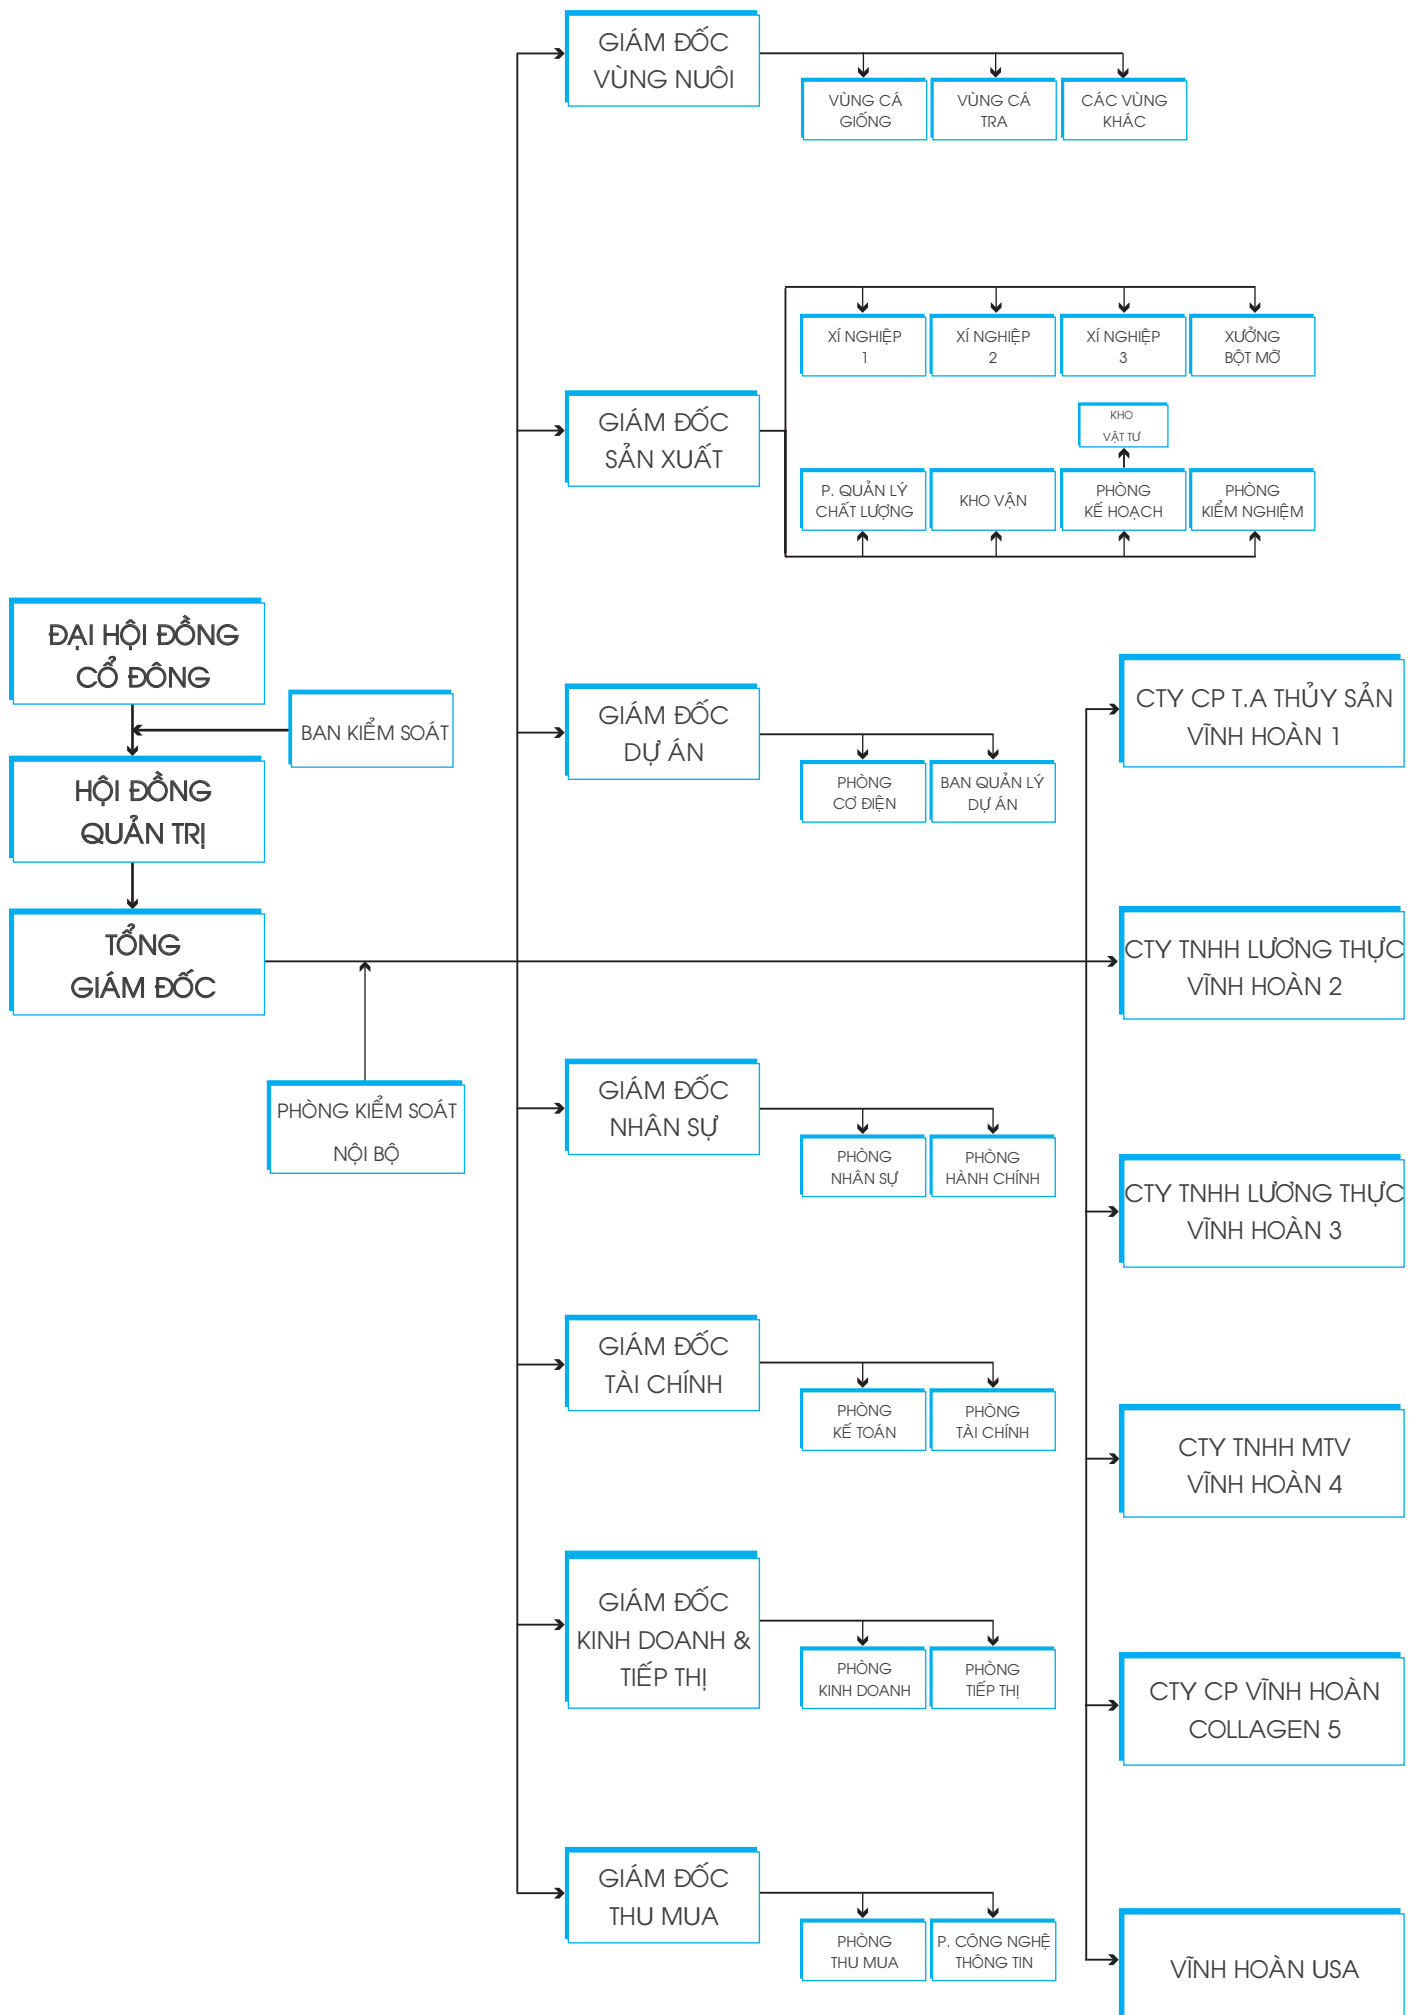 GIÁM ĐỐC
VÙNG NUÔI
VÙNG CÁ
GIỐNG
VÙNG CÁ
TRA
CÁC VÙNG
KHÁC
XÍ NGHIỆP
1
XÍ NGHIỆP
2
XÍ NGHIỆP
3
XƯỞNG
BỘT MỠ
GIÁM ĐỐC
SẢN XUẤT
KHO
VẬT TƯ
P. QUẢN LÝ
CHẤT LƯỢNG
KHO VẬN
PHÒNG
KẾ HOẠCH
PHÒNG
KIỂM NGHIỆM
ĐẠI HỘI ĐỒNG
CỔ ĐÔNG
BAN KIỂM SOÁT
HỘI ĐỒNG
QUẢN TRỊ
TỔNG
GIÁM ĐỐC
PHÒNG KIỂM SOÁT
NỘI BỘ
GIÁM ĐỐC
DỰ ÁN
PHÒNG
CƠ ĐIỆN
BAN QUẢN LÝ
DỰ ÁN
GIÁM ĐỐC
NHÂN SỰ
PHÒNG
NHÂN SỰ
PHÒNG
HÀNH CHÍNH
GIÁM ĐỐC
TÀI CHÍNH
PHÒNG
KẾ TOÁN
PHÒNG
TÀI CHÍNH
GIÁM ĐỐC
KINH DOANH &
TIẾP THỊ
PHÒNG
KINH DOANH
PHÒNG
TIẾP THỊ
GIÁM ĐỐC
THU MUA
PHÒNG
THU MUA
P. CÔNG NGHỆ
THÔNG TIN
CTY CP T.A THỦY SẢN
VĨNH HOÀN 1
CTY TNHH LƯƠNG THỰC
VĨNH HOÀN 2
CTY TNHH LƯƠNG THỰC
VĨNH HOÀN 3
CTY TNHH MTV
VĨNH HOÀN 4
CTY CP VĨNH HOÀN
COLLAGEN 5
VĨNH HOÀN USA